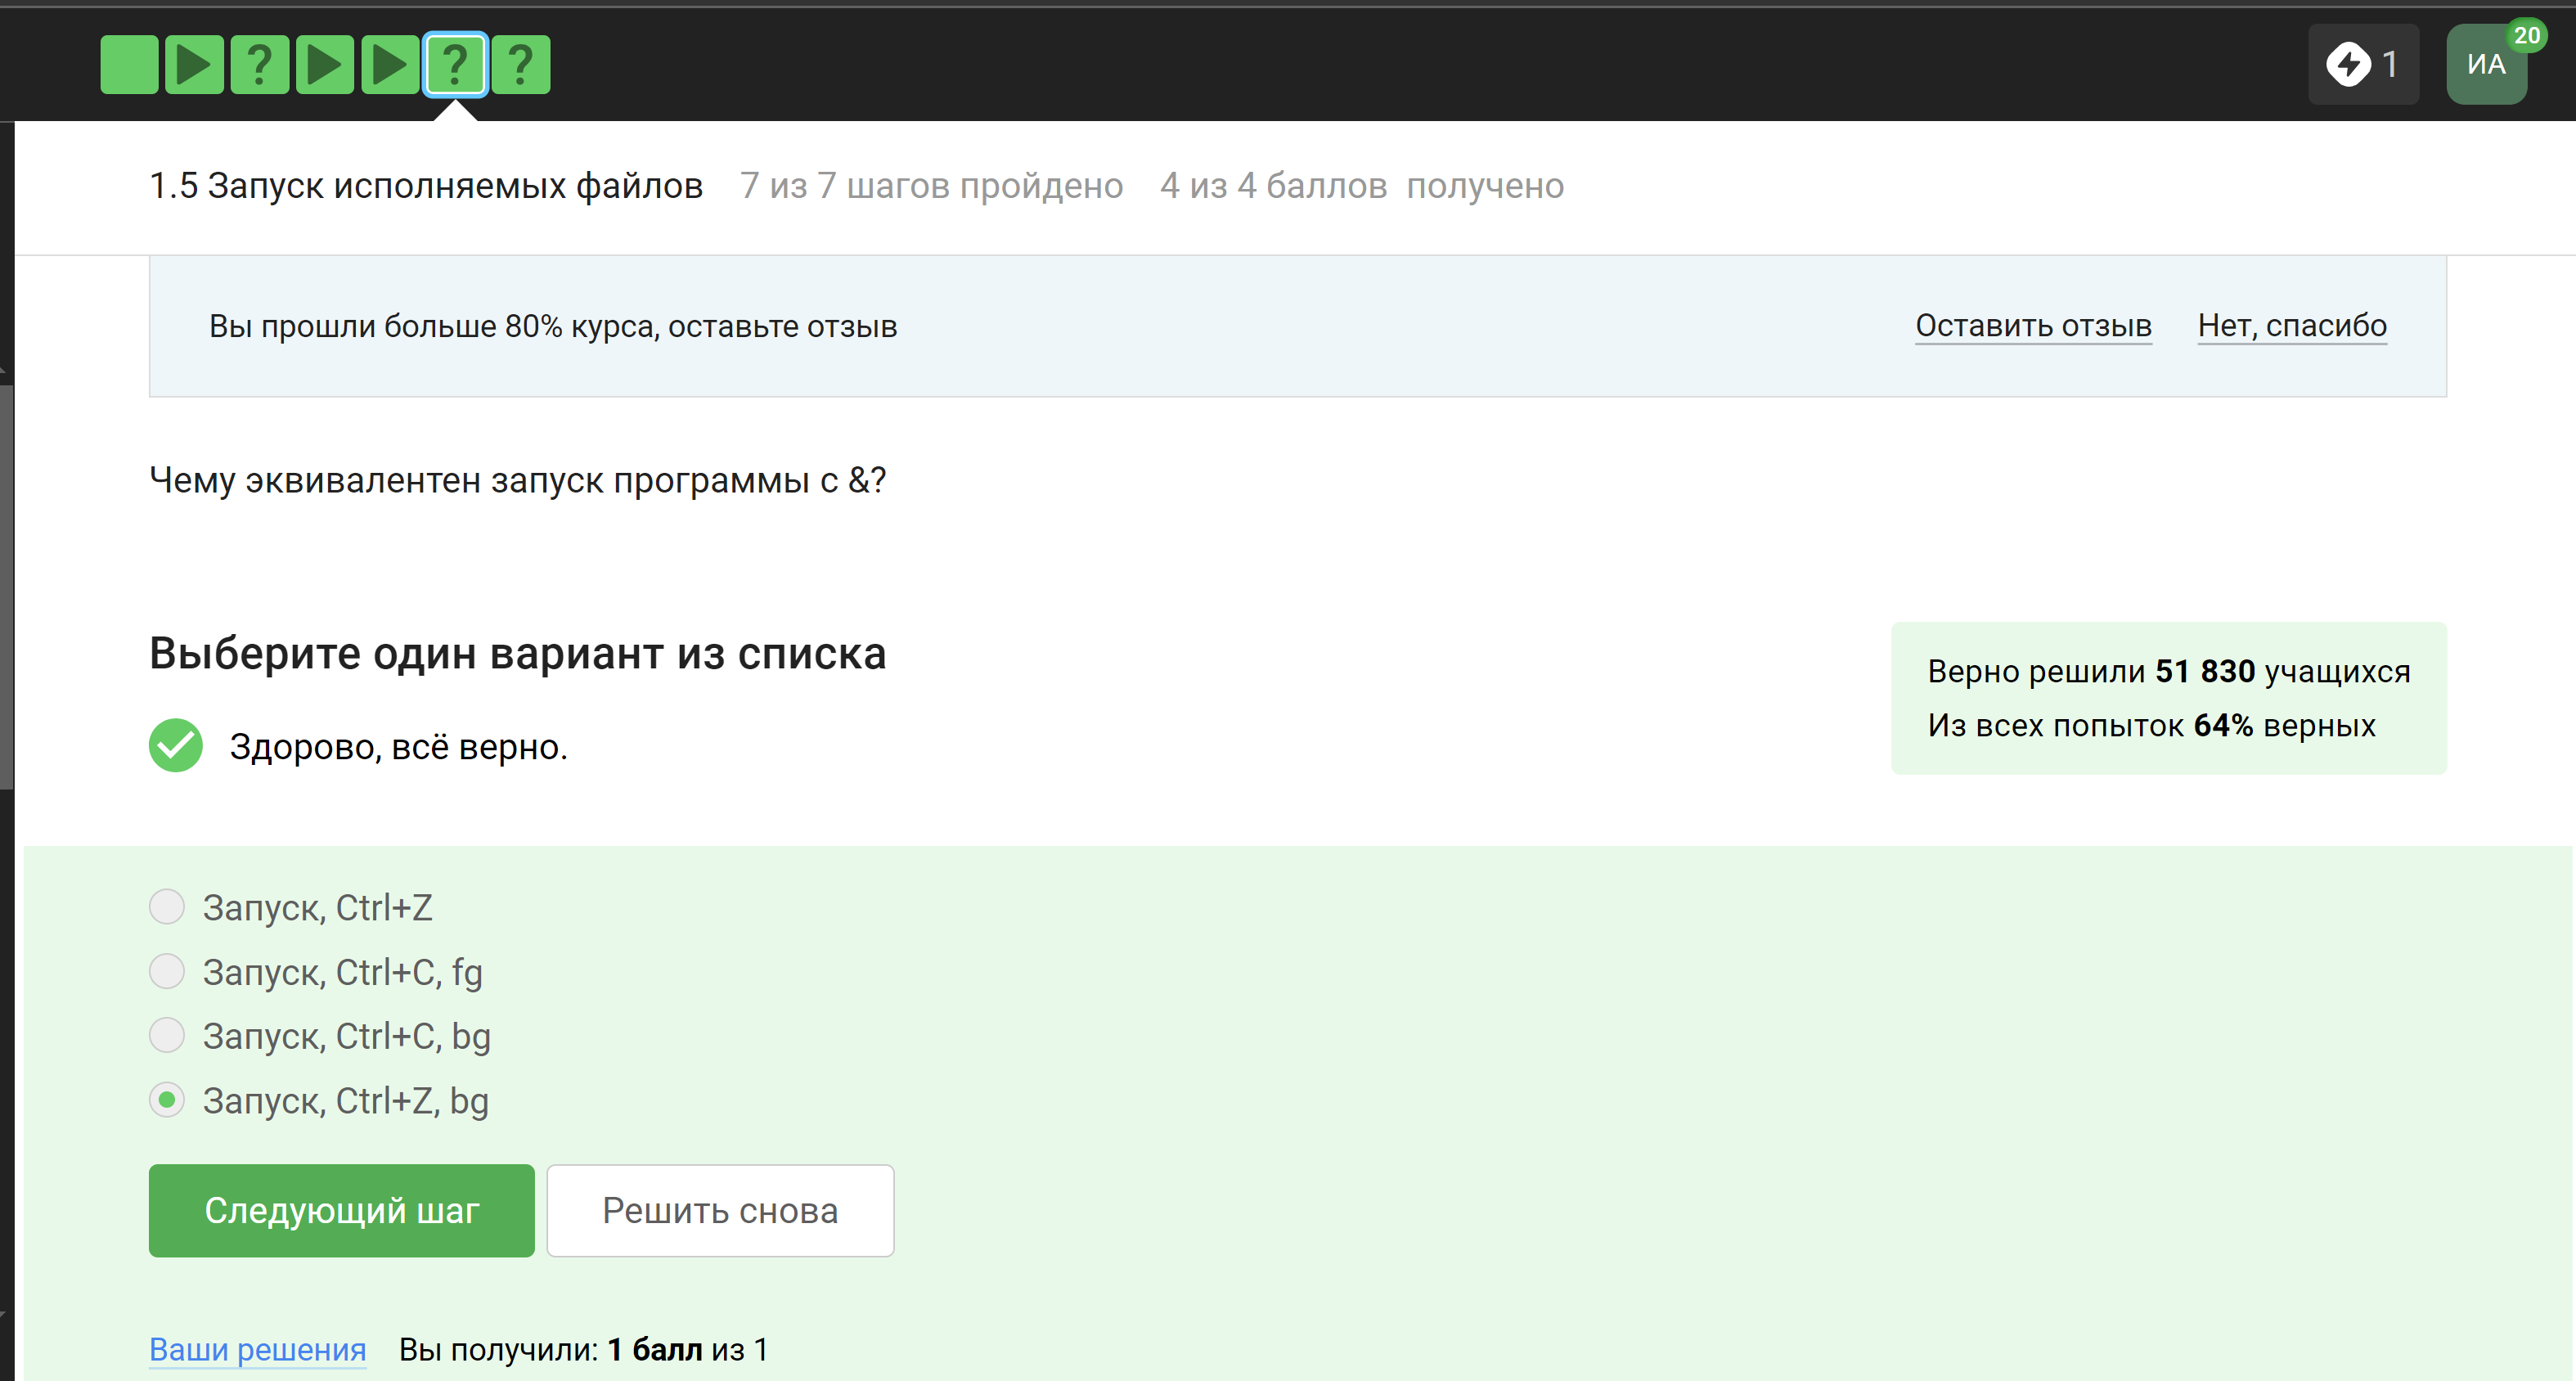 ? ? ?
1
ИА
20
1.5 Запуск исполняемых файлов 7 из 7 шагов пройдено 4 из 4 баллов получено
Вы прошли больше 80% курса, оставьте отзыв Оставить отзыв Нет, спасибо
Чему эквивалентен запуск программы с &?
Выберите один вариант из списка
Здорово, всё верно.
Верно решили 51 830 учащихся
Из всех попыток 64% верных
Запуск, Ctrl+Z
Запуск, Ctrl+C, fg
Запуск, Ctrl+C, bg
Запуск, Ctrl+Z, bg
Следующий шаг Решить снова
Ваши решения Вы получили: 1 балл из 1